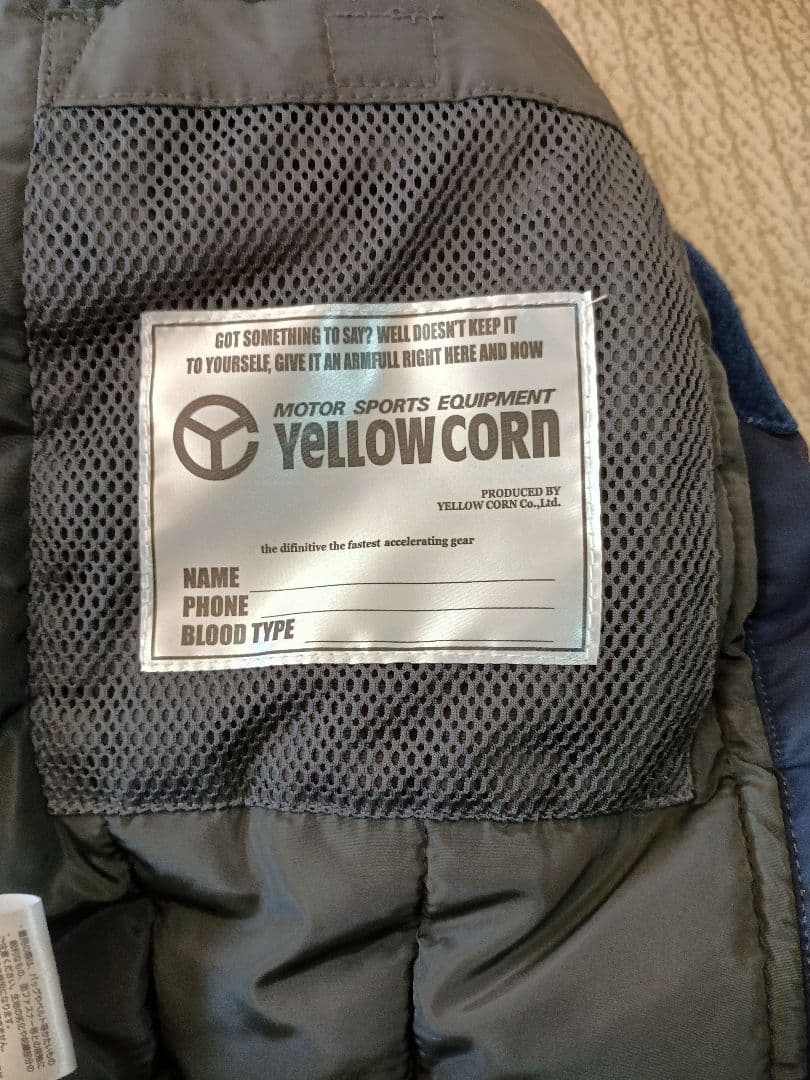 GOT SOMETHING TO SAY? WELL DOESN'T KEEP IT
TO YOURSELF, GIVE IT AN ARMFULL RIGHT HERE AND NOW
MOTOR SPORTS EQUIPMENT
YeLLOW CORn
PRODUCED BY
YELLOW CORN Co.,Ltd.
the difinitive the fastest accelerating gear
NAME
PHONE
BLOOD TYPE